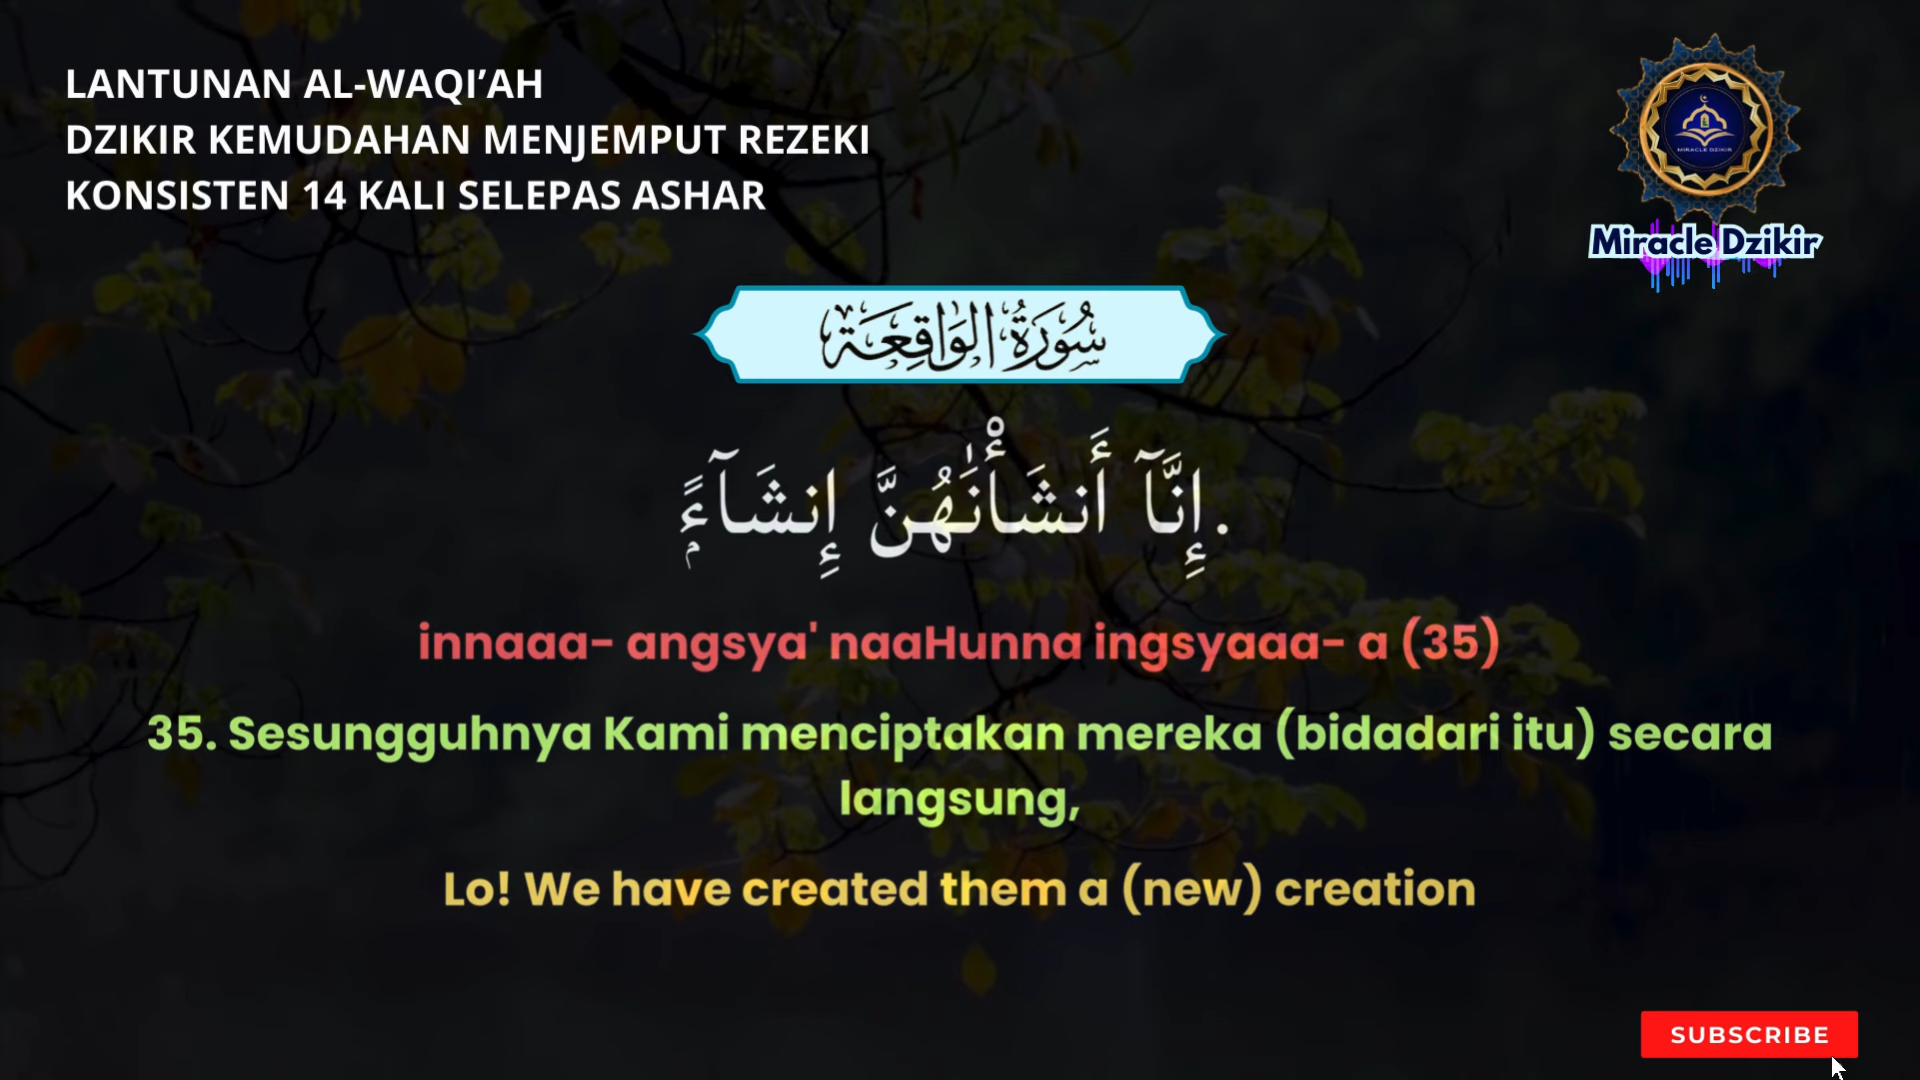 LANTUNAN AL-WAQI’AH
DZIKIR KEMUDAHAN MENJEMPUT REZEKI
KONSISTEN 14 KALI SELEPAS ASHAR
MIRACLE DZIKIR
Miracle Dzikir
سُورَةُ الوَاقِعَة
.إِنَّآ أَنشَأْنَٰهُنَّ إِنشَآءًۭ
innaaa- angsya' naaHunna ingsyaaa- a (35)
35. Sesungguhnya Kami menciptakan mereka (bidadari itu) secara
langsung,
Lo! We have created them a (new) creation
SUBSCRIBE